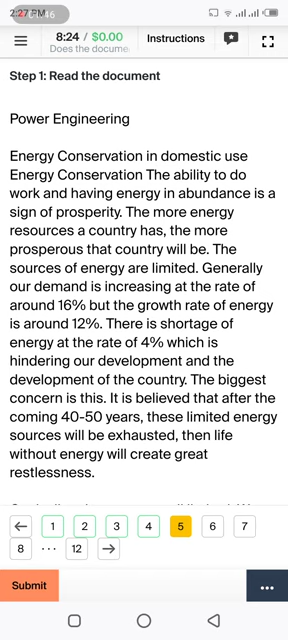 2:27 PM
8:24 / $0.00
Does the docume
Instructions
Step 1: Read the document
Power Engineering
Energy Conservation in domestic use
Energy Conservation The ability to do
work and having energy in abundance is a
sign of prosperity. The more energy
resources a country has, the more
prosperous that country will be. The
sources of energy are limited. Generally
our demand is increasing at the rate of
around 16% but the growth rate of energy
is around 12%. There is shortage of
energy at the rate of 4% which is
hindering our development and the
development of the country. The biggest
concern is this. It is believed that after the
coming 40-50 years, these limited energy
sources will be exhausted, then life
without energy will create great
restlessness.
← 1 2 3 4 5 6 7
8 ... 12 →
Submit ...